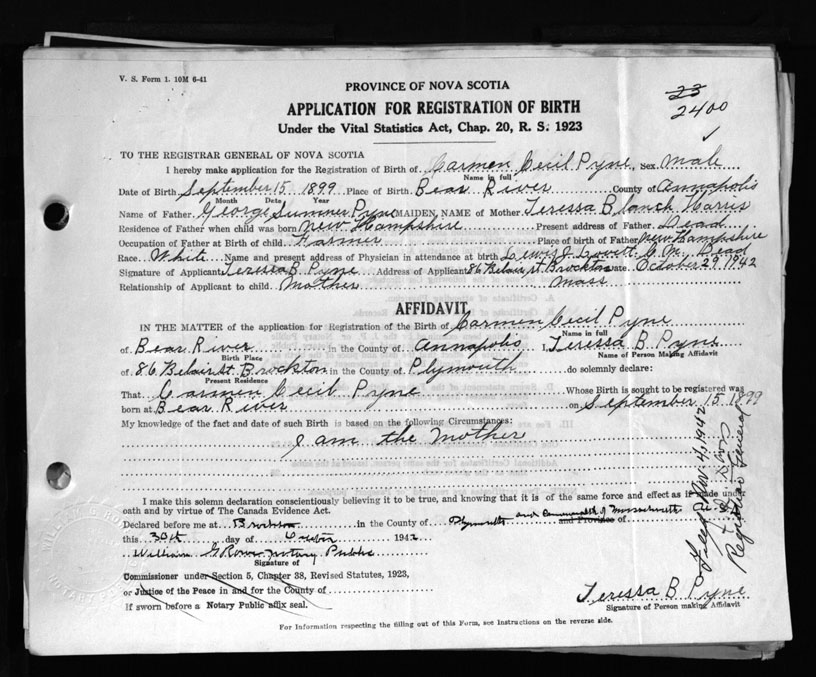 V. S. Form 1. 10M 6-41
PROVINCE OF NOVA SCOTIA
23
2400
APPLICATION FOR REGISTRATION OF BIRTH
Under the Vital Statistics Act, Chap. 20, R. S. 1923
TO THE REGISTRAR GENERAL OF NOVA SCOTIA
I hereby make application for the Registration of Birth of Carmen Cecil Pyne Sex Male
Name in full
Date of Birth September 15 1899 Place of Birth Bear River County of Annapolis
Month Date Year
Name of Father George Sumner Pyne MAIDEN NAME of Mother Teressa Blanch Harris
Residence of Father when child was born New Hampshire Present address of Father Dead
Occupation of Father at Birth of child Farmer Place of birth of Father New Hampshire
Race White Name and present address of Physician in attendance at birth Lewis J. Lovett. C.M. Dead
Signature of Applicant Teressa B. Pyne Address of Applicant 86 Belair St. Brockton Date October 29, 1942
Relationship of Applicant to child Mother Mass
AFFIDAVIT
IN THE MATTER of the application for Registration of the Birth of Carmen Cecil Pyne
Name in full
of Bear River in the County of Annapolis I, Teressa B. Pyne
Birth Place Name of Person Making Affidavit
of 86 Belair St. Brockton in the County of Plymouth do solemnly declare:
Present Residence
That Carmen Cecil Pyne Whose Birth is sought to be registered was
born at Bear River on September 15 1899
My knowledge of the fact and date of such Birth is based on the following Circumstances:
I am the Mother
I make this solemn declaration conscientiously believing it to be true, and knowing that it is of the same force and effect as if made under
oath and by virtue of The Canada Evidence Act.
Declared before me at Brockton in the County of Plymouth and Commonwealth of Massachusetts and Province of
this 30th day of October 1942
William G. Rowe Notary Public
Signature of
Commissioner under Section 5, Chapter 38, Revised Statutes, 1923,
or Justice of the Peace in and for the County of
If sworn before a Notary Public affix seal.
Teressa B. Pyne
Signature of Person making Affidavit
For Information respecting the filling out of this Form, see Instructions on the reverse side.
Filed Nov. 4, 1942
Registrar General